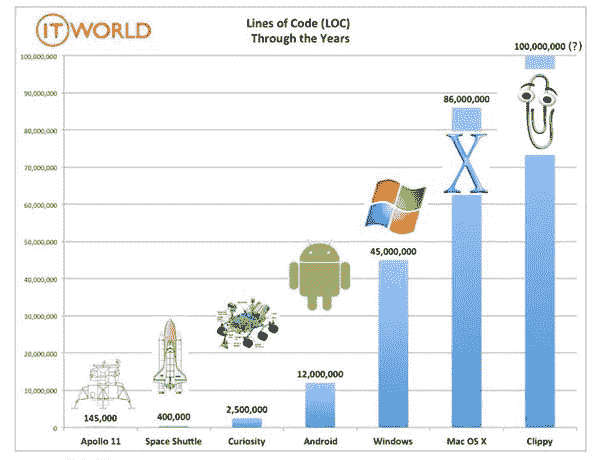 ITWORLD
Lines of Code (LOC)
Through the Years
100,000,000
90,000,000
80,000,000
70,000,000
60,000,000
50,000,000
40,000,000
30,000,000
20,000,000
10,000,000
0
145,000
400,000
2,500,000
12,000,000
45,000,000
86,000,000
100,000,000 (?)
X
Apollo 11
Space Shuttle
Curiosity
Android
Windows
Mac OS X
Clippy